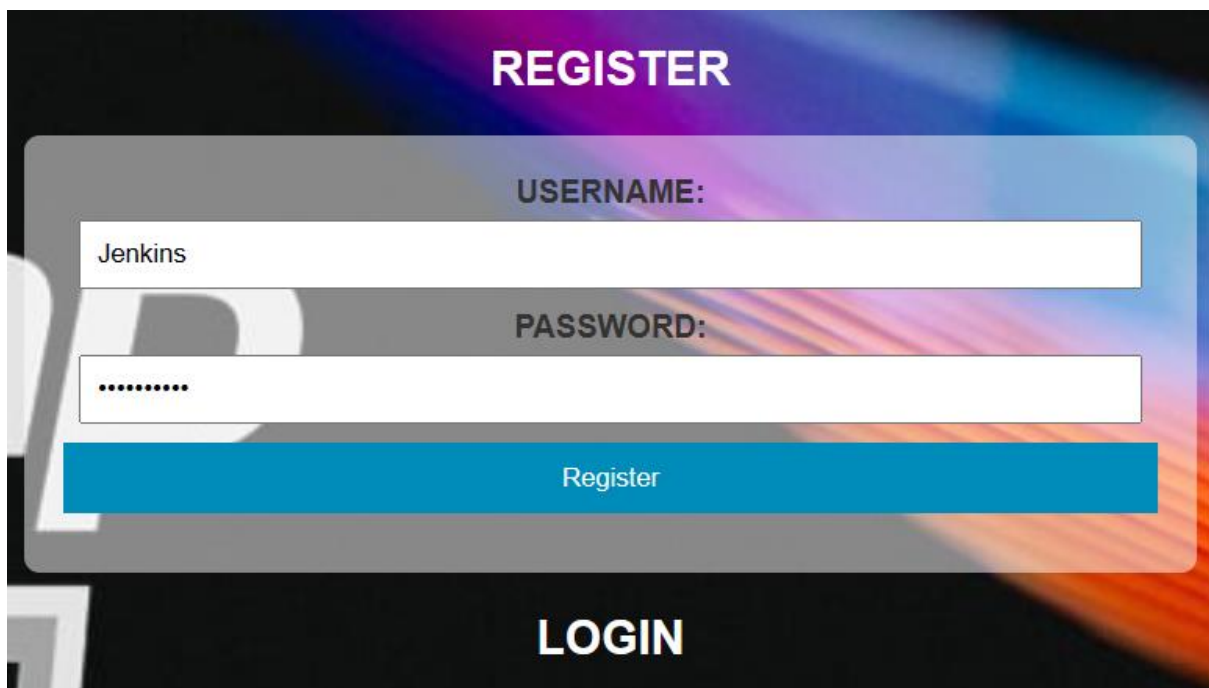 REGISTER
USERNAME:
Jenkins
PASSWORD:
••••••••••
Register
LOGIN